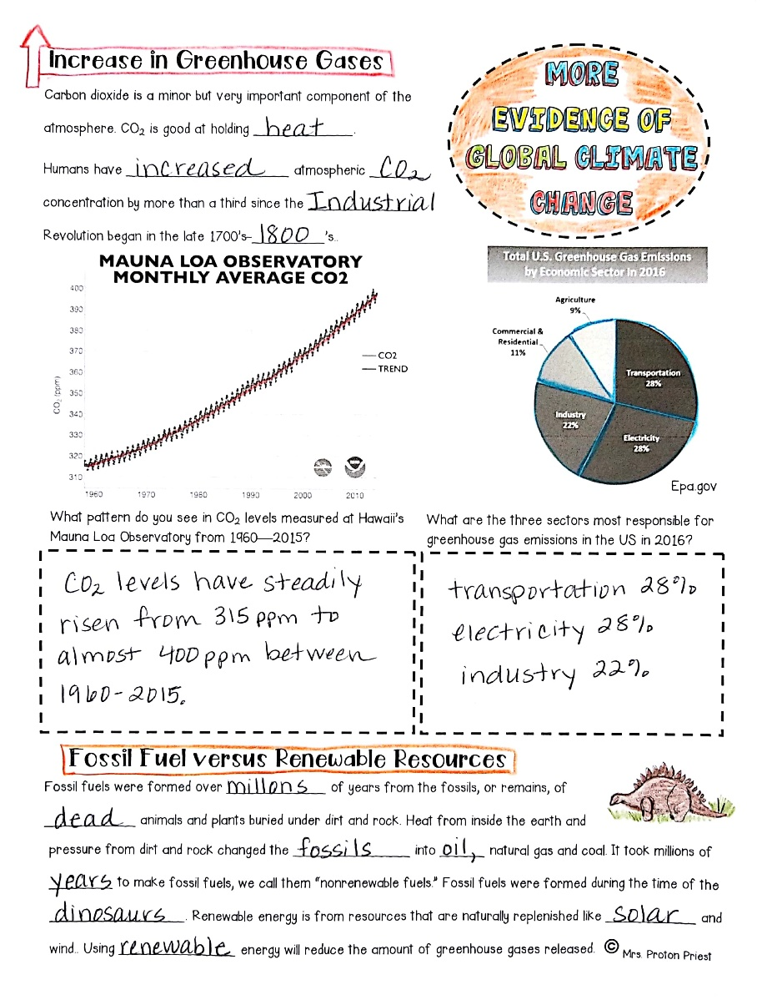 Increase in Greenhouse Gases
Carbon dioxide is a minor but very important component of the
atmosphere. CO₂ is good at holding heat.
Humans have increased atmospheric CO₂
concentration by more than a third since the Industrial
Revolution began in the late 1700's-1800's..
MORE
EVIDENCE OF
GLOBAL CLIMATE
CHANGE
MAUNA LOA OBSERVATORY
MONTHLY AVERAGE CO2
400
390
380
370
360
350
340
330
320
310
CO₂ (ppm)
CO2
TREND
1960 1970 1980 1990 2000 2010
Total U.S. Greenhouse Gas Emissions
by Economic Sector in 2016
Agriculture
9%
Commercial &
Residential
11%
Transportation
28%
Industry
22%
Electricity
28%
Epa.gov
What pattern do you see in CO₂ levels measured at Hawaii's
Mauna Loa Observatory from 1960—2015?
CO₂ levels have steadily
risen from 315 ppm to
almost 400 ppm between
1960-2015.
What are the three sectors most responsible for
greenhouse gas emissions in the US in 2016?
transportation 28%
electricity 28%
industry 22%
Fossil Fuel versus Renewable Resources
Fossil fuels were formed over millons of years from the fossils, or remains, of
dead animals and plants buried under dirt and rock. Heat from inside the earth and
pressure from dirt and rock changed the fossils into oil, natural gas and coal. It took millions of
years to make fossil fuels, we call them "nonrenewable fuels." Fossil fuels were formed during the time of the
dinosaurs. Renewable energy is from resources that are naturally replenished like solar and
wind.. Using renewable energy will reduce the amount of greenhouse gases released. © Mrs. Proton Priest